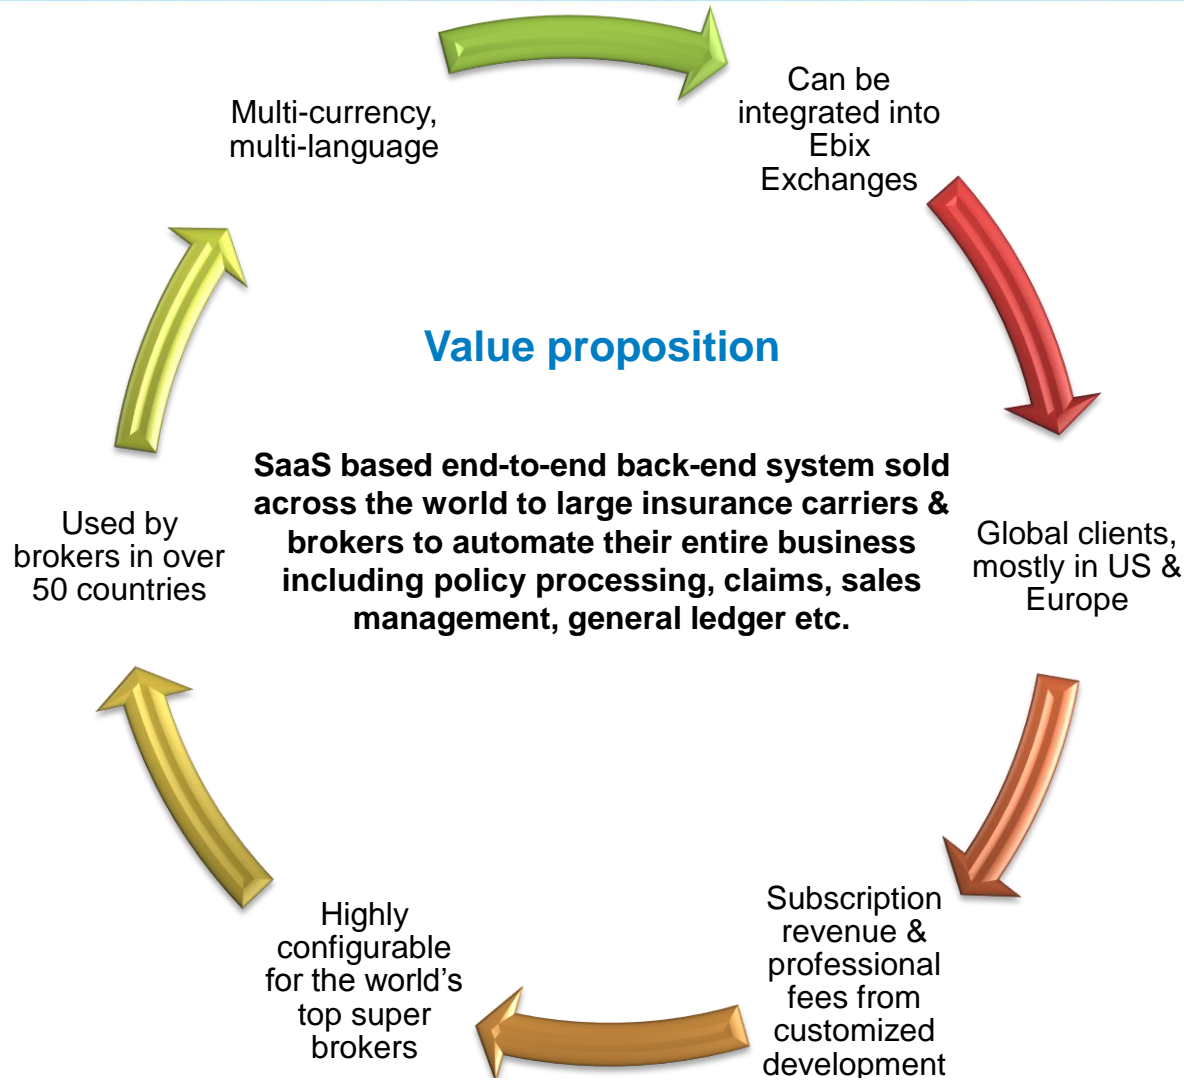 Multi-currency,
multi-language
Can be
integrated into
Ebix
Exchanges
Value proposition
SaaS based end-to-end back-end system sold
across the world to large insurance carriers &
brokers to automate their entire business
including policy processing, claims, sales
management, general ledger etc.
Global clients,
mostly in US &
Europe
Subscription
revenue &
professional
fees from
customized
development
Highly
configurable
for the world’s
top super
brokers
Used by
brokers in over
50 countries